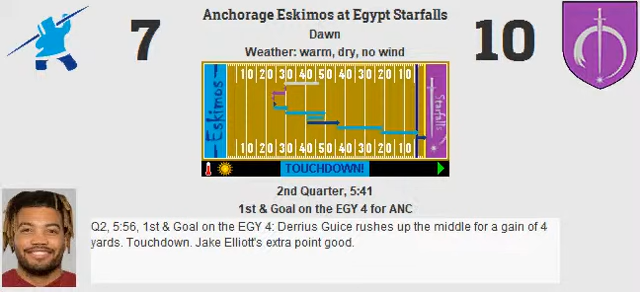 Anchorage Eskimos at Egypt Starfalls
7
10
Dawn
Weather: warm, dry, no wind
Eskimos
10 20 30 40 50 40 30 20 10
10 20 30 40 50 40 30 20 10
Starfalls
TOUCHDOWN!
2nd Quarter, 5:41
1st & Goal on the EGY 4 for ANC
Q2, 5:56, 1st & Goal on the EGY 4: Derrius Guice rushes up the middle for a gain of 4
yards. Touchdown. Jake Elliott's extra point good.